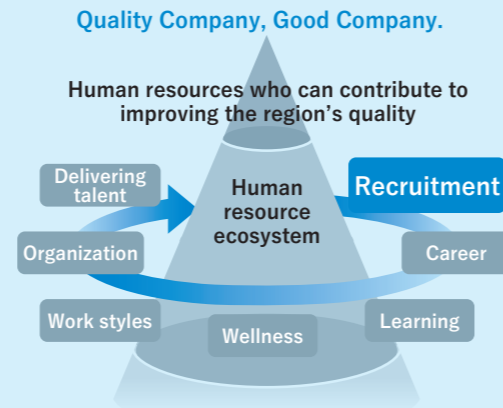 Quality Company, Good Company.
Human resources who can contribute to
improving the region's quality
Delivering
talent
Human
resource
ecosystem
Recruitment
Organization
Career
Work styles
Wellness
Learning